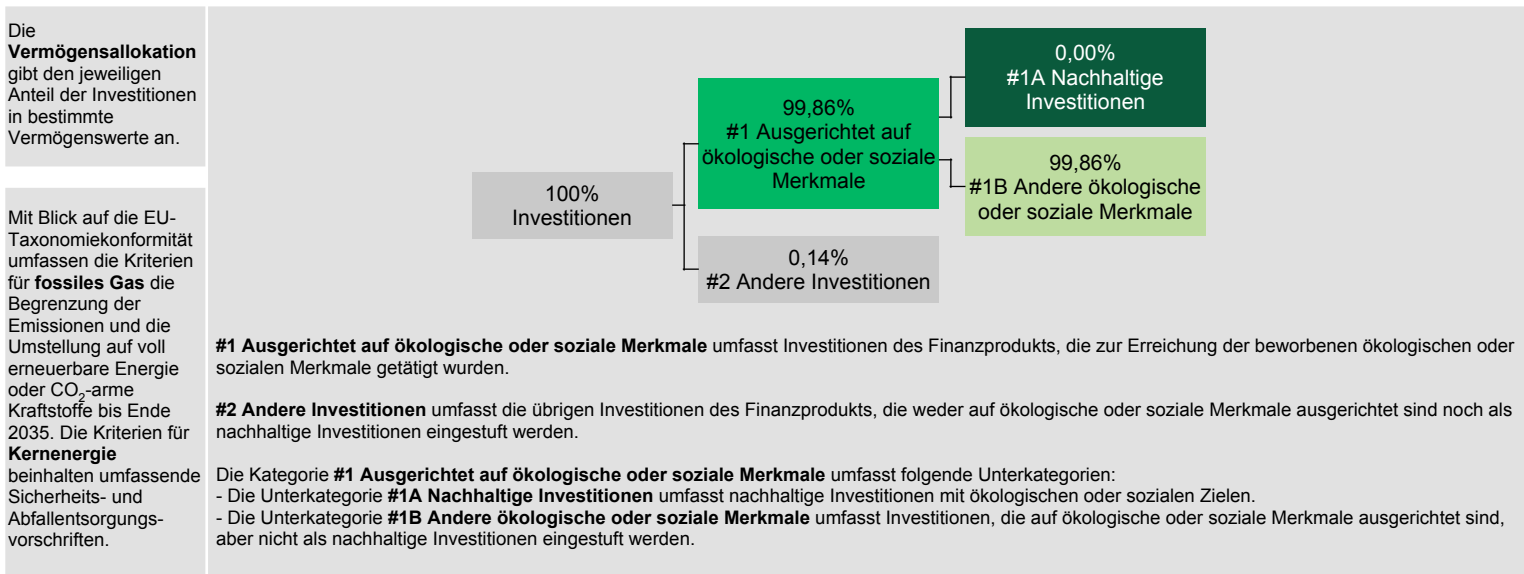 Die
Vermögensallokation
gibt den jeweiligen
Anteil der Investitionen
in bestimmte
Vermögenswerte an.
Mit Blick auf die EU-
Taxonomiekonformität
umfassen die Kriterien
für fossiles Gas die
Begrenzung der
Emissionen und die
Umstellung auf voll
erneuerbare Energie
oder CO₂-arme
Kraftstoffe bis Ende
2035. Die Kriterien für
Kernenergie
beinhalten umfassende
Sicherheits- und
Abfallentsorgungs-
vorschriften.
100%
Investitionen
99,86%
#1 Ausgerichtet auf
ökologische oder soziale
Merkmale
0,14%
#2 Andere Investitionen
0,00%
#1A Nachhaltige
Investitionen
99,86%
#1B Andere ökologische
oder soziale Merkmale
#1 Ausgerichtet auf ökologische oder soziale Merkmale umfasst Investitionen des Finanzprodukts, die zur Erreichung der beworbenen ökologischen oder
sozialen Merkmale getätigt wurden.
#2 Andere Investitionen umfasst die übrigen Investitionen des Finanzprodukts, die weder auf ökologische oder soziale Merkmale ausgerichtet sind noch als
nachhaltige Investitionen eingestuft werden.
Die Kategorie #1 Ausgerichtet auf ökologische oder soziale Merkmale umfasst folgende Unterkategorien:
- Die Unterkategorie #1A Nachhaltige Investitionen umfasst nachhaltige Investitionen mit ökologischen oder sozialen Zielen.
- Die Unterkategorie #1B Andere ökologische oder soziale Merkmale umfasst Investitionen, die auf ökologische oder soziale Merkmale ausgerichtet sind,
aber nicht als nachhaltige Investitionen eingestuft werden.